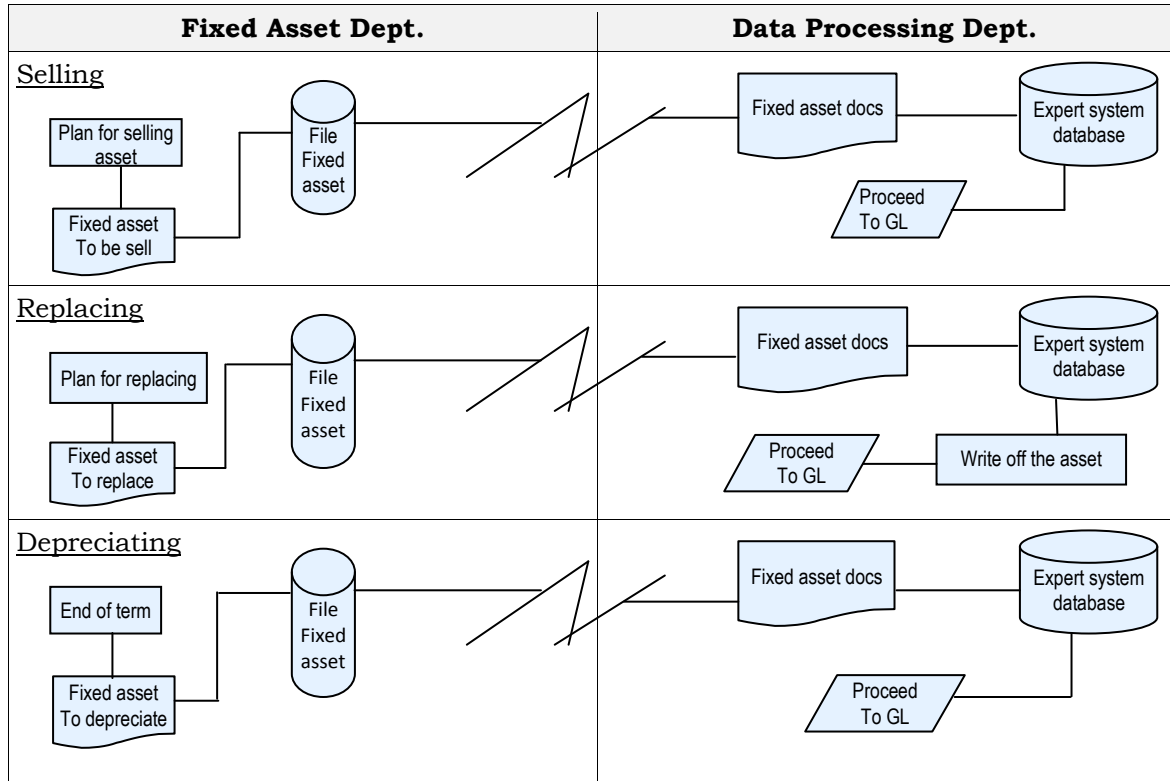 Fixed Asset Dept.
Data Processing Dept.
Selling
Plan for selling
asset
Fixed asset
To be sell
File
Fixed
asset
Fixed asset docs
Expert system
database
Proceed
To GL
Replacing
Plan for replacing
Fixed asset
To replace
File
Fixed
asset
Fixed asset docs
Expert system
database
Write off the asset
Proceed
To GL
Depreciating
End of term
Fixed asset
To depreciate
File
Fixed
asset
Fixed asset docs
Expert system
database
Proceed
To GL